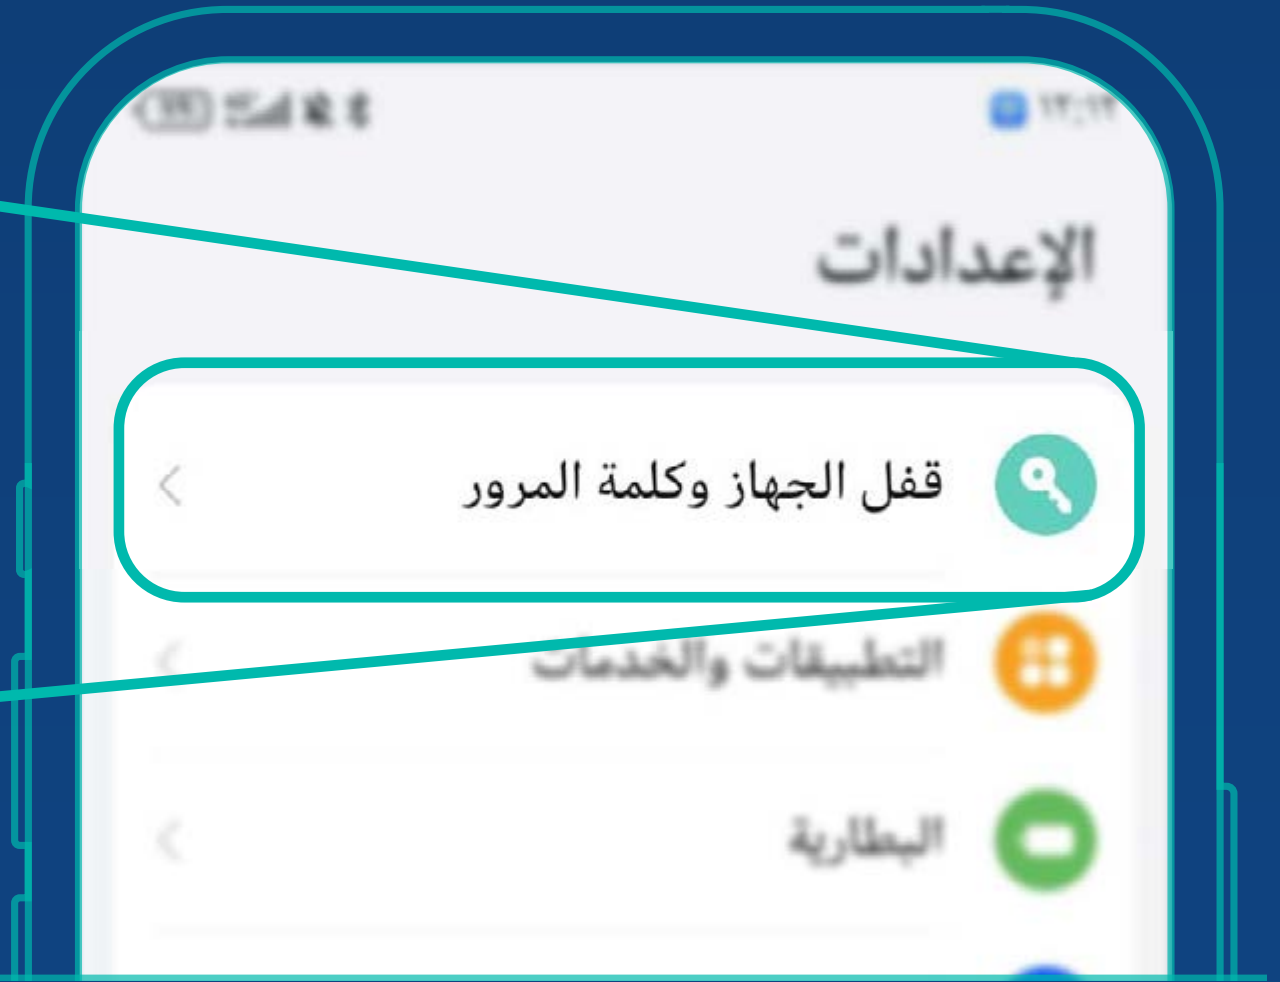 الإعدادات
قفل الجهاز وكلمة المرور
التطبيقات والخدمات
البطارية